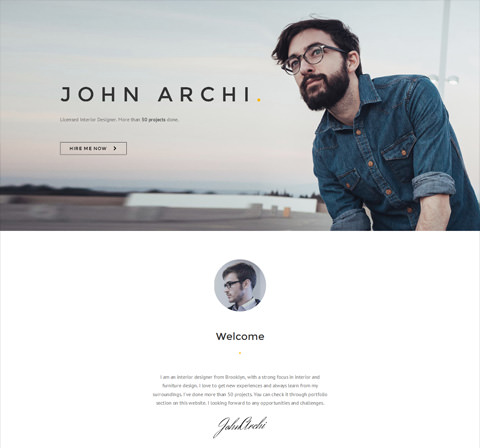 JOHN ARCHI.
Licensed Interior Designer. More than 50 projects done.
HIRE ME NOW
Welcome
I am an interior designer from Brooklyn, with a strong focus in interior and
furniture design. I love to get new experiences and always learn from my
surroundings. I've done more than 50 projects. You can check it through portfolio
section on this website. I looking forward to any opportunities and challenges.
John Archi